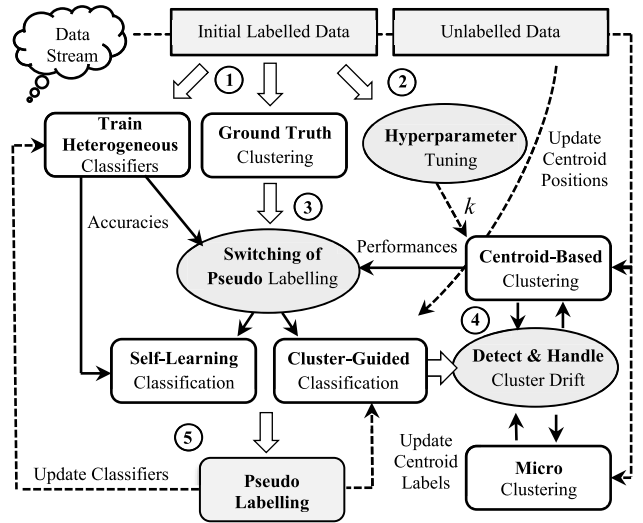 Data
Stream
Initial Labelled Data
Unlabelled Data
1
2
Train
Heterogeneous
Classifiers
Ground Truth
Clustering
Hyperparameter
Tuning
Update
Centroid
Positions
Accuracies
3
k
Switching of
Pseudo Labelling
Performances
Centroid-Based
Clustering
4
Self-Learning
Classification
Cluster-Guided
Classification
Detect & Handle
Cluster Drift
5
Update Classifiers
Pseudo
Labelling
Update
Centroid
Labels
Micro
Clustering